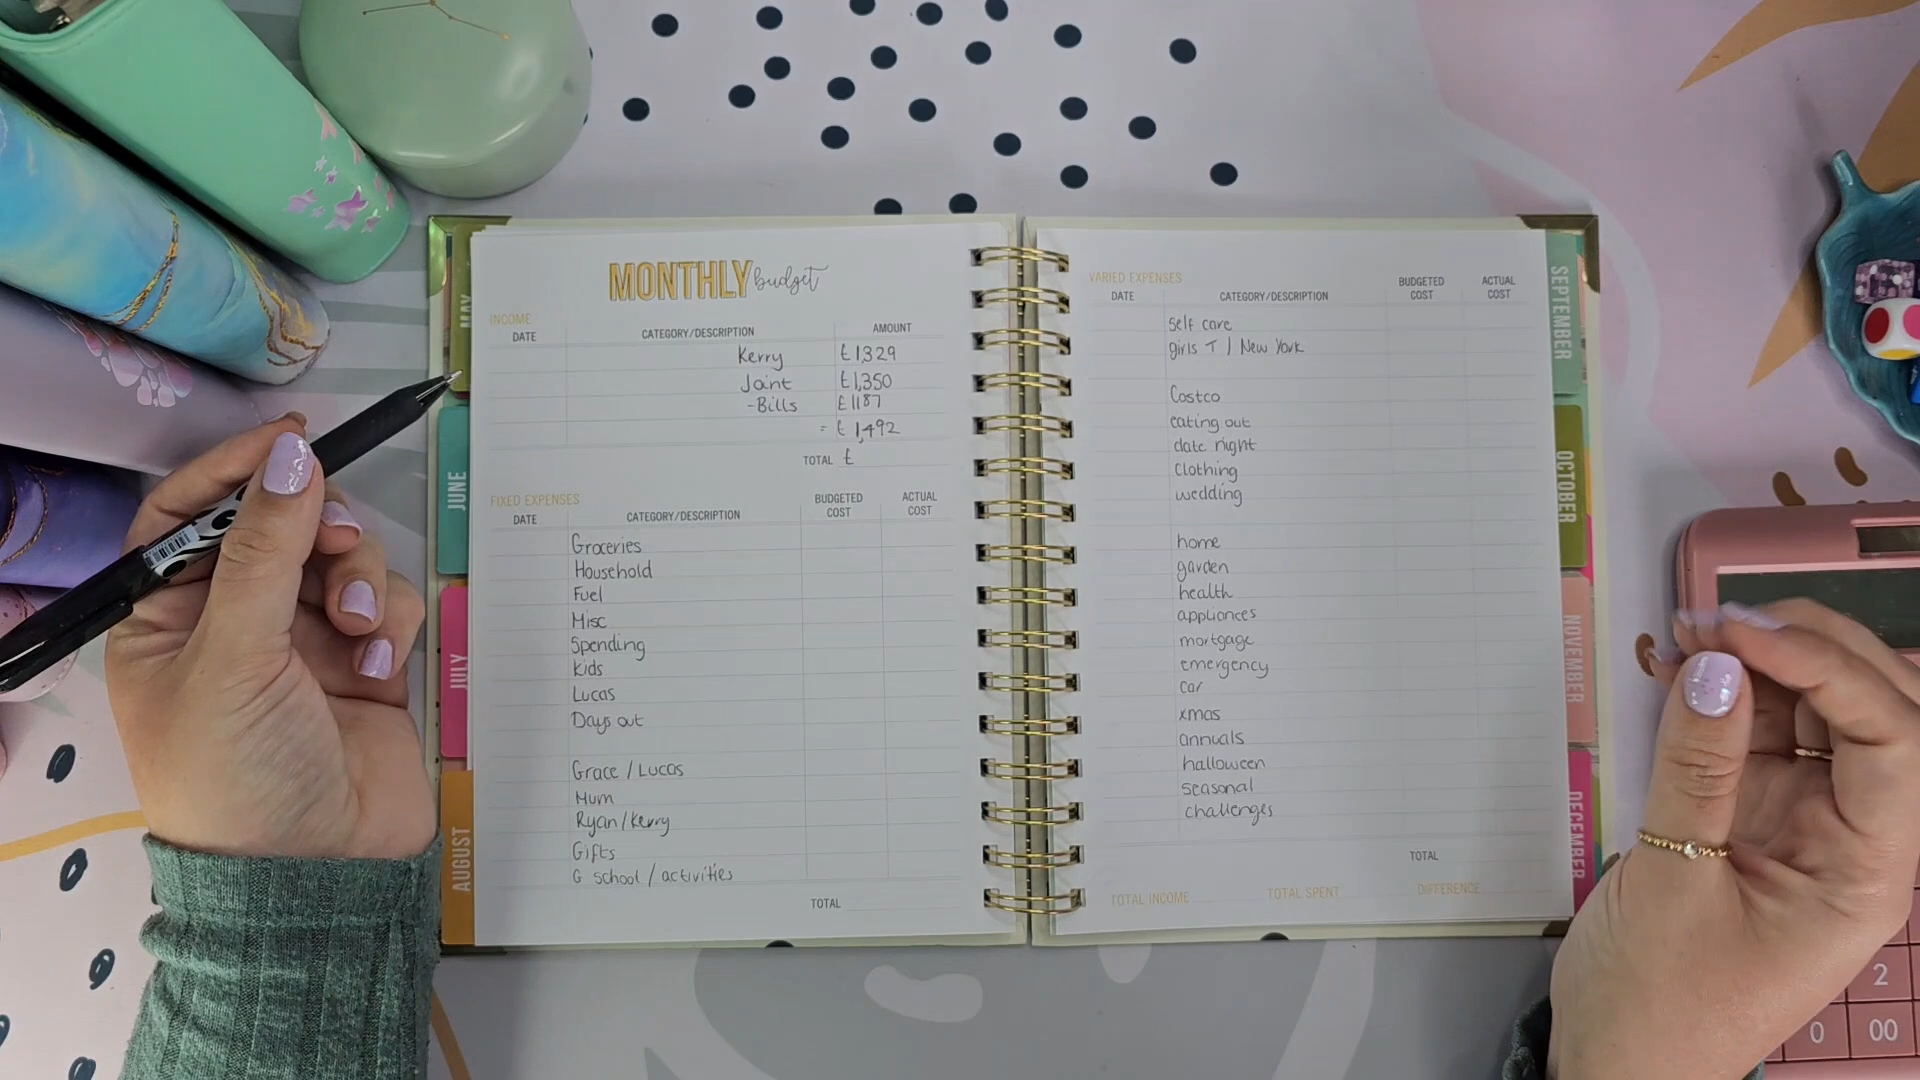 MONTHLY budget
INCOME
DATE CATEGORY/DESCRIPTION AMOUNT
Kerry £1,329
Joint £1,350
-Bills £1187
= £1,492
TOTAL £
FIXED EXPENSES
DATE CATEGORY/DESCRIPTION BUDGETED COST ACTUAL COST
Groceries
Household
Fuel
Misc
Spending
Kids
Lucas
Days out
Grace / Lucas
Mum
Ryan/Kerry
Gifts
G school / activities
TOTAL
VARIED EXPENSES
DATE CATEGORY/DESCRIPTION BUDGETED COST ACTUAL COST
Self care
girls T / New York
Costco
eating out
date night
Clothing
wedding
home
garden
health
appliances
mortgage
emergency
car
xmas
annuals
halloween
seasonal
challenges
TOTAL
TOTAL INCOME TOTAL SPENT DIFFERENCE
MAY
JUNE
JULY
AUGUST
SEPTEMBER
OCTOBER
NOVEMBER
DECEMBER
2
0 00